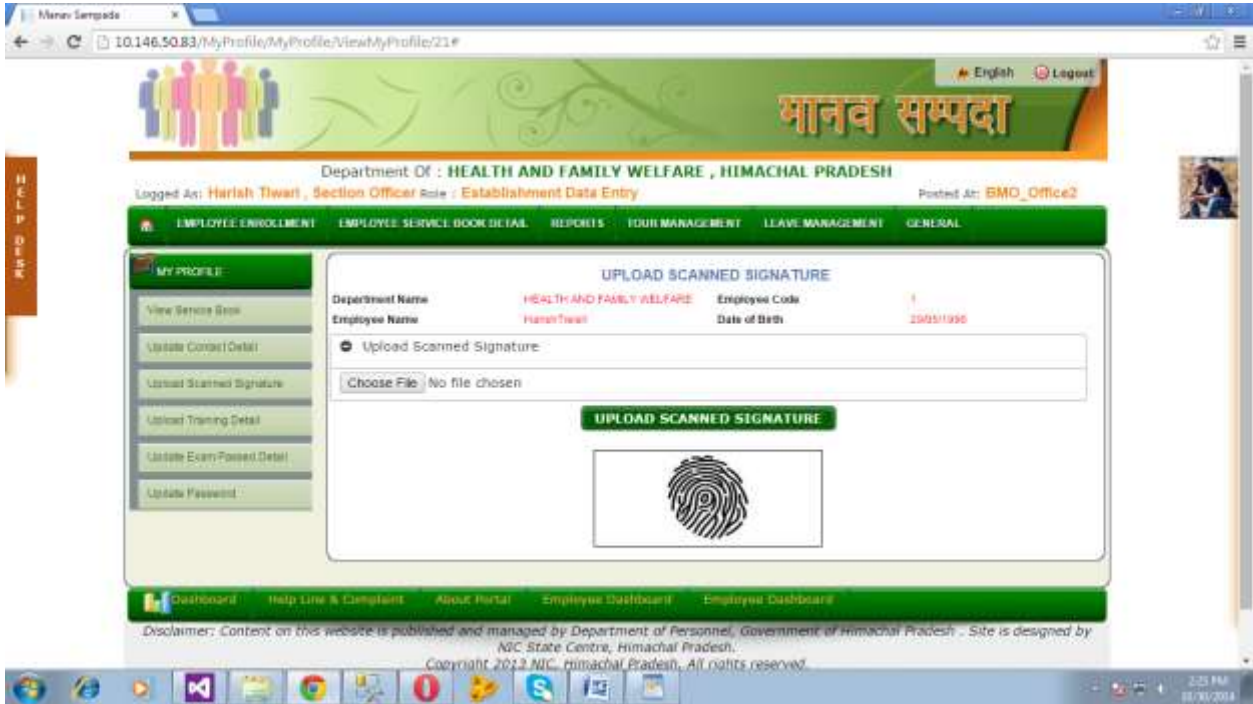 Manav Sampada
10.146.50.83/MyProfile/MyProfile/ViewMyProfile/21#
English Logout
मानव सम्पदा
Department Of : HEALTH AND FAMILY WELFARE , HIMACHAL PRADESH
Logged As: Harish Tiwari , Section Officer Role : Establishment Data Entry Posted At: BMO_Office2
HELP DESK
EMPLOYEE ENROLLMENT EMPLOYEE SERVICE BOOK DETAIL REPORTS TOUR MANAGEMENT LEAVE MANAGEMENT GENERAL
MY PROFILE
View Service Book
Update Contact Detail
Upload Scanned Signature
Upload Training Detail
Update Exam Passed Detail
Update Password
UPLOAD SCANNED SIGNATURE
Department Name HEALTH AND FAMILY WELFARE Employee Code 1
Employee Name HarishTiwari Date of Birth
Upload Scanned Signature
Choose File No file chosen
UPLOAD SCANNED SIGNATURE
Dashboard Help Line & Complaint About Portal Employee Dashboard Employee Dashboard
Disclaimer: Content on this website is published and managed by Department of Personnel, Government of Himachal Pradesh . Site is designed by
NIC State Centre, Himachal Pradesh.
Copyright 2013 NIC, Himachal Pradesh, All rights reserved.
2:25 PM